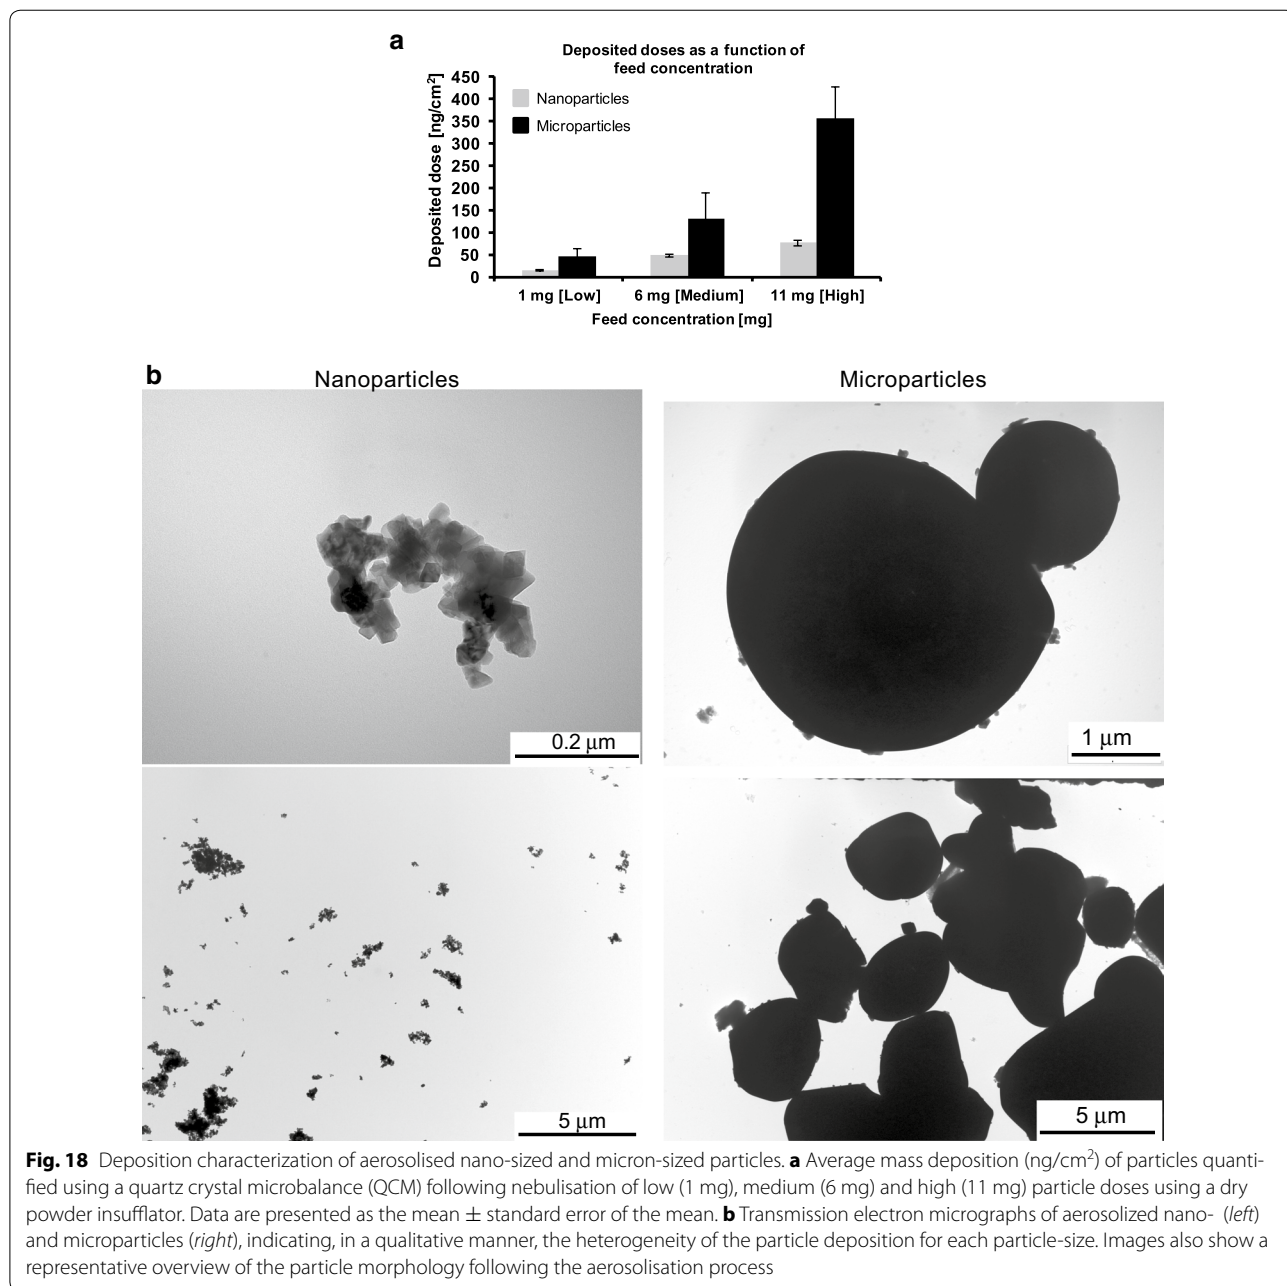 a
Deposited doses as a function of
feed concentration
Deposited dose [ng/cm²]
450
400
350
300
250
200
150
100
50
0
Nanoparticles
Microparticles
1 mg [Low] 6 mg [Medium] 11 mg [High]
Feed concentration [mg]
b
Nanoparticles Microparticles
0.2 µm
1 µm
5 µm
5 µm
Fig. 18 Deposition characterization of aerosolised nano-sized and micron-sized particles. a Average mass deposition (ng/cm²) of particles quanti-
fied using a quartz crystal microbalance (QCM) following nebulisation of low (1 mg), medium (6 mg) and high (11 mg) particle doses using a dry
powder insufflator. Data are presented as the mean ± standard error of the mean. b Transmission electron micrographs of aerosolized nano- (left)
and microparticles (right), indicating, in a qualitative manner, the heterogeneity of the particle deposition for each particle-size. Images also show a
representative overview of the particle morphology following the aerosolisation process